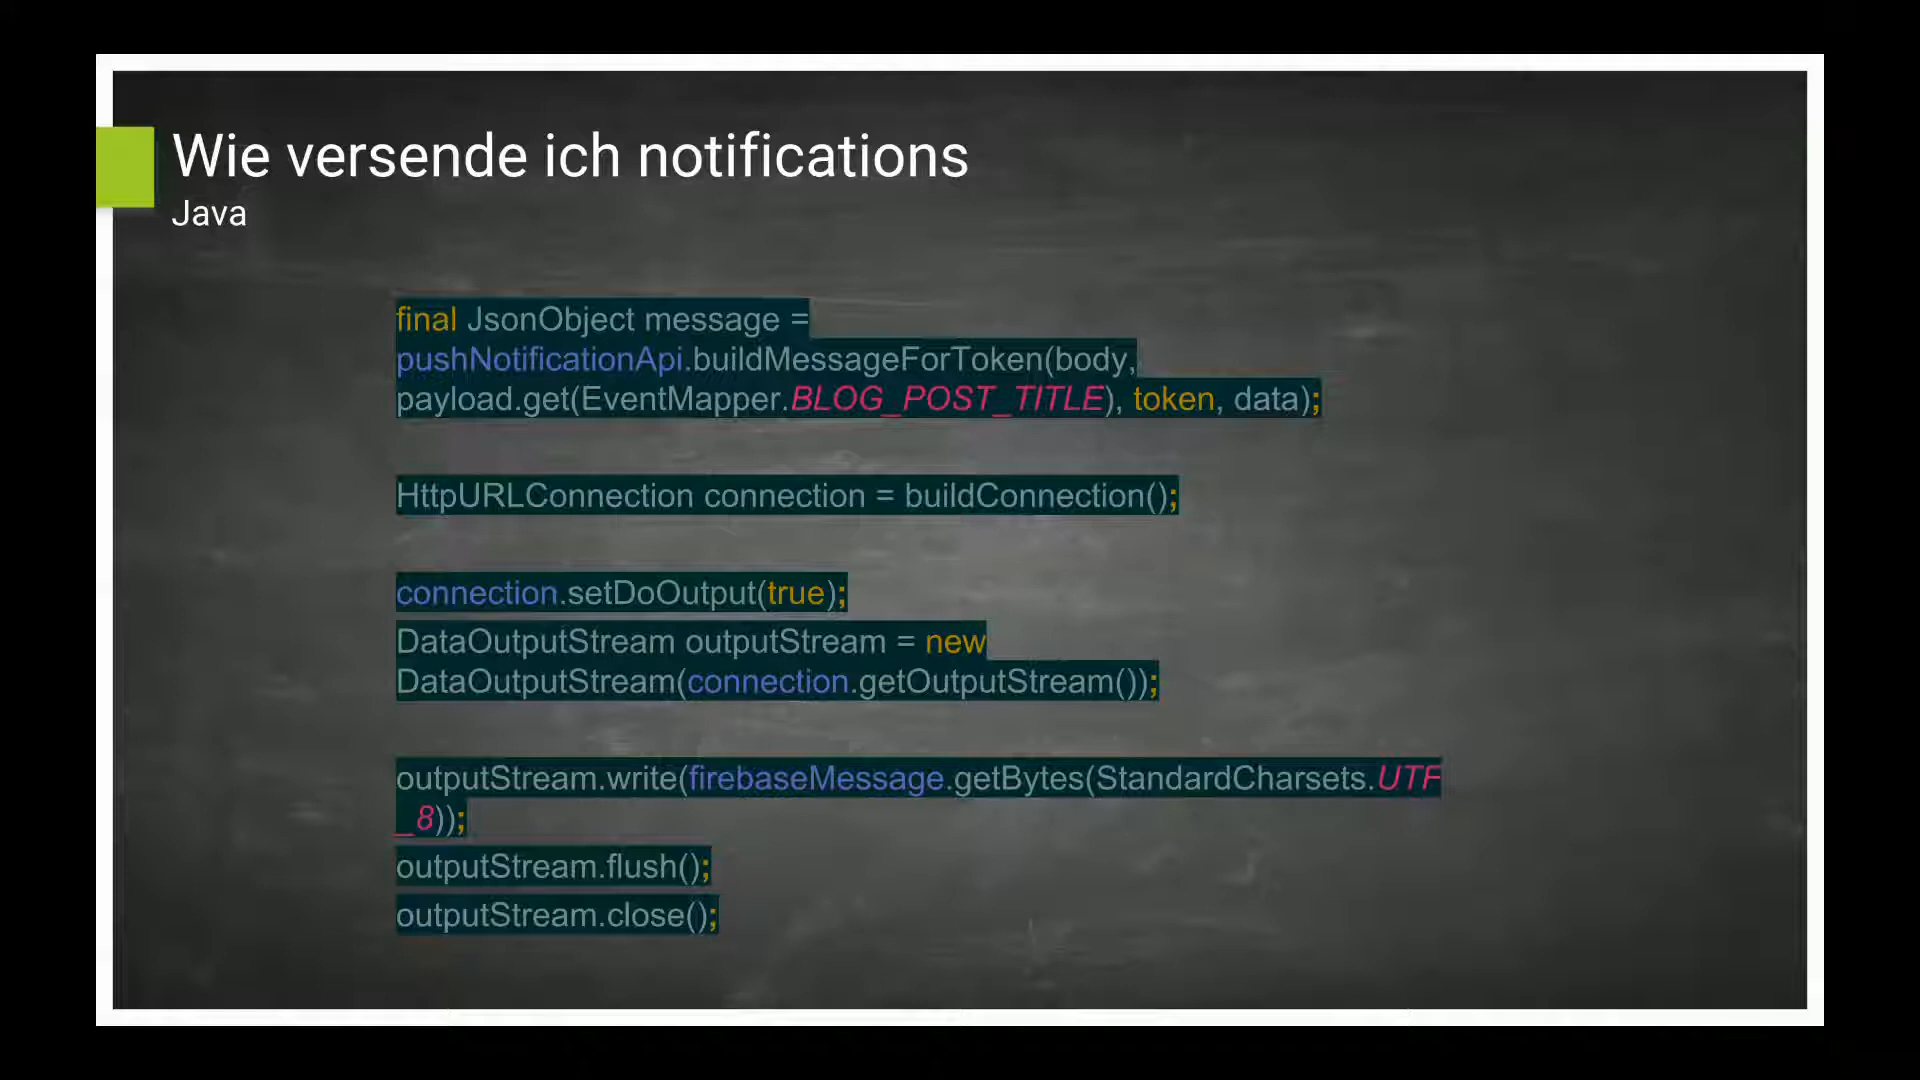 Wie versende ich notifications
Java
final JsonObject message =
pushNotificationApi.buildMessageForToken(body,
payload.get(EventMapper.BLOG_POST_TITLE), token, data);
HttpURLConnection connection = buildConnection();
connection.setDoOutput(true);
DataOutputStream outputStream = new
DataOutputStream(connection.getOutputStream());
outputStream.write(firebaseMessage.getBytes(StandardCharsets.UTF
_8));
outputStream.flush();
outputStream.close();